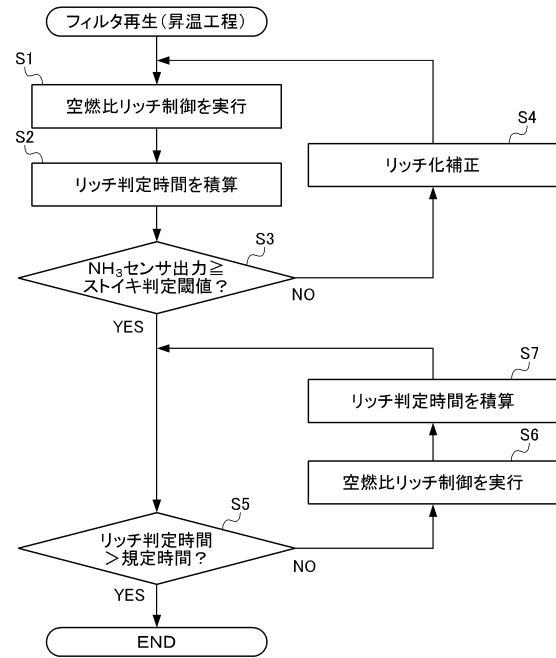 フィルタ再生(昇温工程)
S1
空燃比リッチ制御を実行
S2
リッチ判定時間を積算
S3
NH₃センサ出力≧
ストイキ判定閾値?
NO
YES
S4
リッチ化補正
S7
リッチ判定時間を積算
S6
空燃比リッチ制御を実行
S5
リッチ判定時間
>規定時間?
NO
YES
END